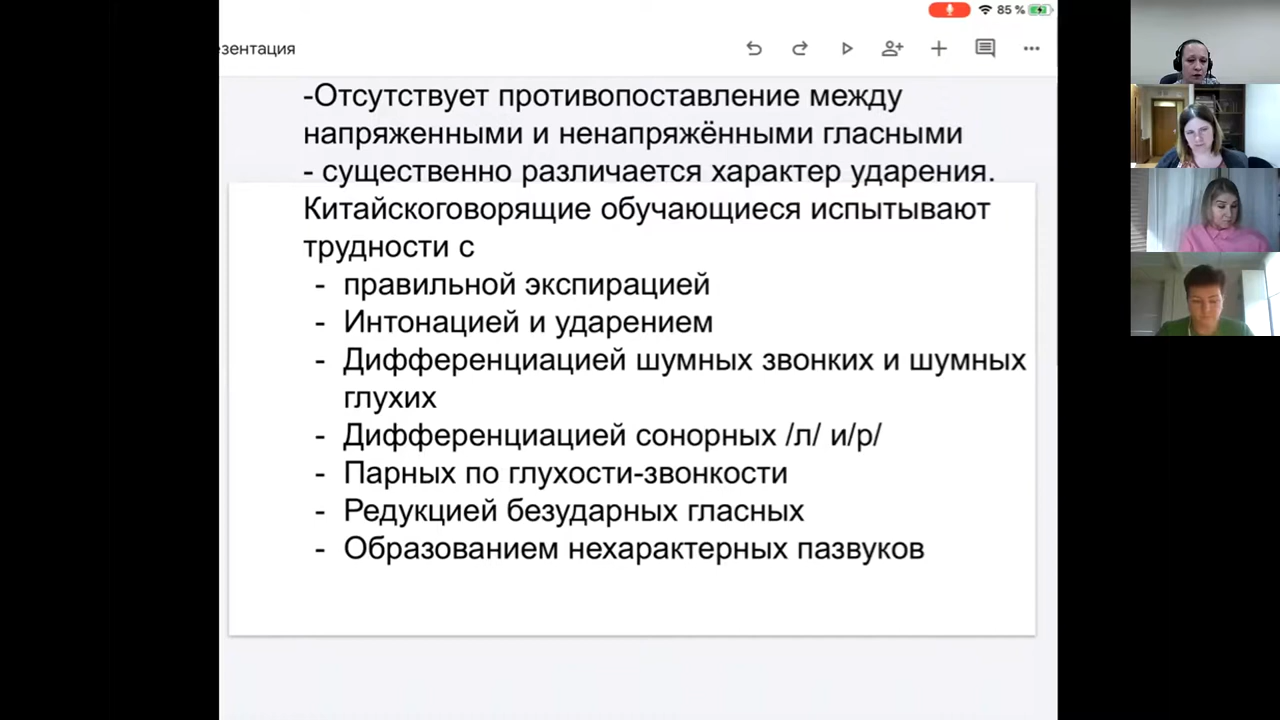 85 %
езентация
-Отсутствует противопоставление между
напряженными и ненапряжёнными гласными
- существенно различается характер ударения.
Китайскоговорящие обучающиеся испытывают
трудности с
- правильной экспирацией
- Интонацией и ударением
- Дифференциацией шумных звонких и шумных
глухих
- Дифференциацией сонорных /л/ и/р/
- Парных по глухости-звонкости
- Редукцией безударных гласных
- Образованием нехарактерных пазвуков